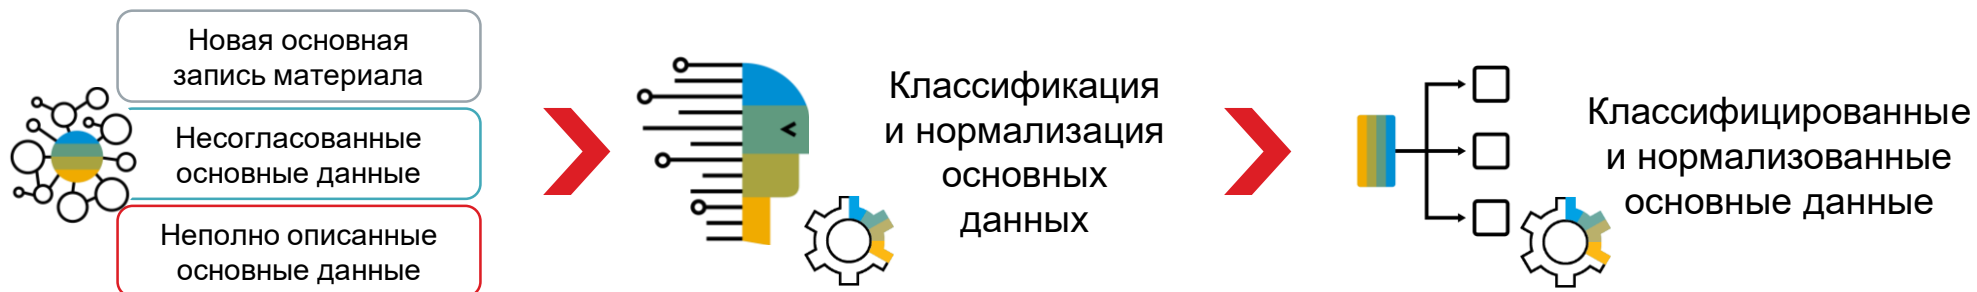 Новая основная
запись материала
Несогласованные
основные данные
Неполно описанные
основные данные
Классификация
и нормализация
основных
данных
Классифицированные
и нормализованные
основные данные